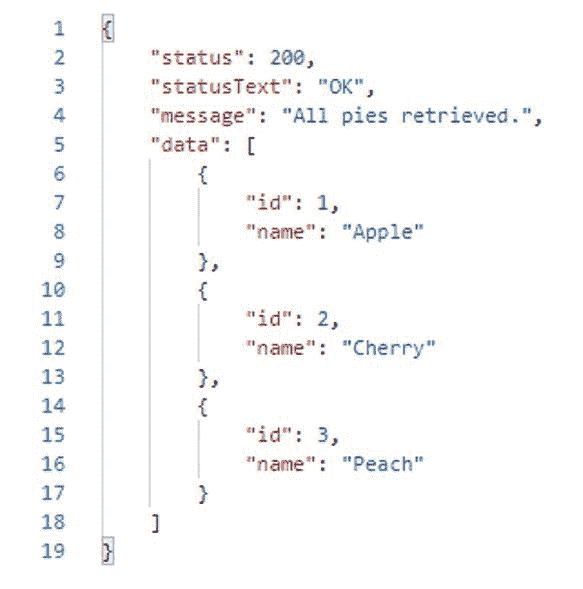 1 {
2 "status": 200,
3 "statusText": "OK",
4 "message": "All pies retrieved.",
5 "data": [
6 {
7 "id": 1,
8 "name": "Apple"
9 },
10 {
11 "id": 2,
12 "name": "Cherry"
13 },
14 {
15 "id": 3,
16 "name": "Peach"
17 }
18 ]
19 }